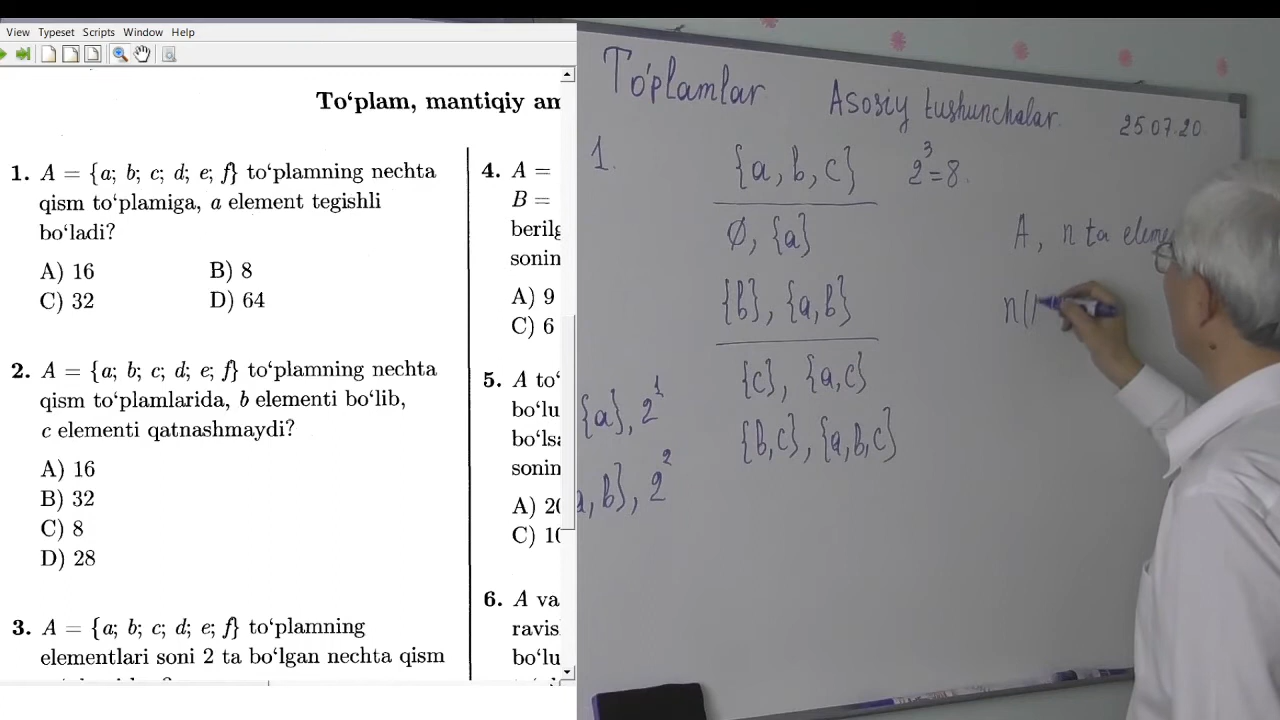 View Typeset Scripts Window Help
To‘plam, mantiqiy am
1. A = {a; b; c; d; e; f} to‘plamning nechta
qism to‘plamiga, a element tegishli
bo‘ladi?
A) 16 B) 8
C) 32 D) 64
2. A = {a; b; c; d; e; f} to‘plamning nechta
qism to‘plamlarida, b elementi bo‘lib,
c elementi qatnashmaydi?
A) 16
B) 32
C) 8
D) 28
3. A = {a; b; c; d; e; f} to‘plamning
elementlari soni 2 ta bo‘lgan nechta qism
4. A =
B =
berilg
sonin
A) 9
C) 6
5. A to‘
bo‘lu
bo‘lsa
sonin
A) 20
C) 10
6. A va
ravis
bo‘lu
To'plamlar Asosiy tushunchalar 25.07.20
1. {a, b, c} 2³=8.
∅, {a}
{b}, {a,b}
{c}, {a,c}
{b,c}, {a,b,c}
{a}, 2¹
a, b}, 2²
A, n ta eleme
n(